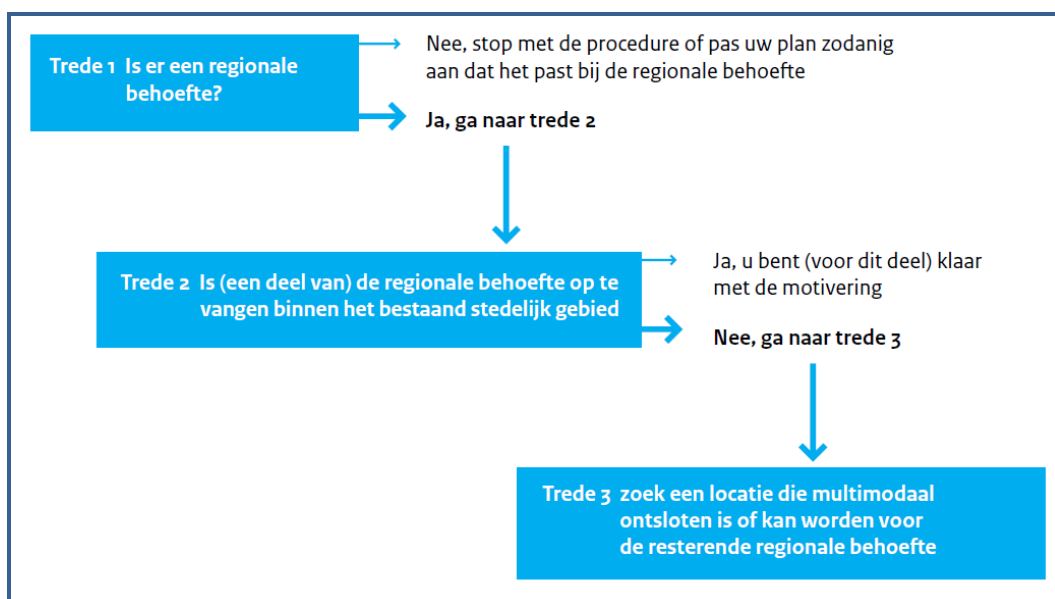 Trede 1 Is er een regionale
behoefte?
Nee, stop met de procedure of pas uw plan zodanig
aan dat het past bij de regionale behoefte
Ja, ga naar trede 2
Trede 2 Is (een deel van) de regionale behoefte op te
vangen binnen het bestaand stedelijk gebied
Ja, u bent (voor dit deel) klaar
met de motivering
Nee, ga naar trede 3
Trede 3 zoek een locatie die multimodaal
ontsloten is of kan worden voor
de resterende regionale behoefte